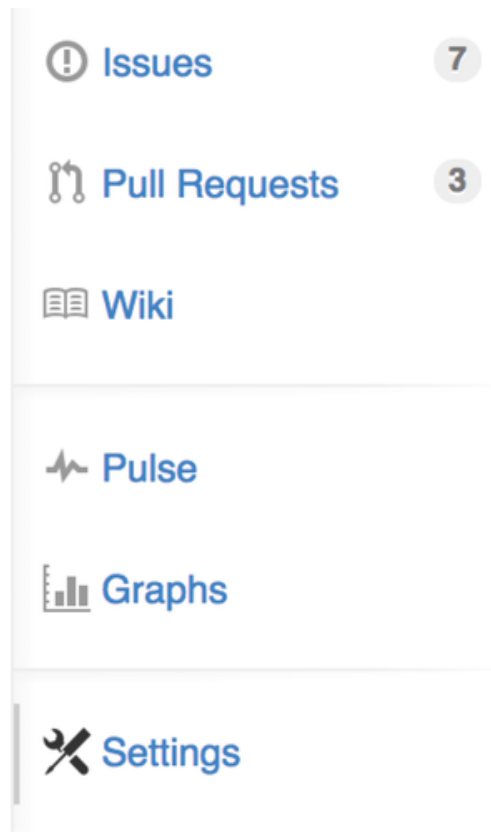 Issues 7
Pull Requests 3
Wiki
Pulse
Graphs
Settings